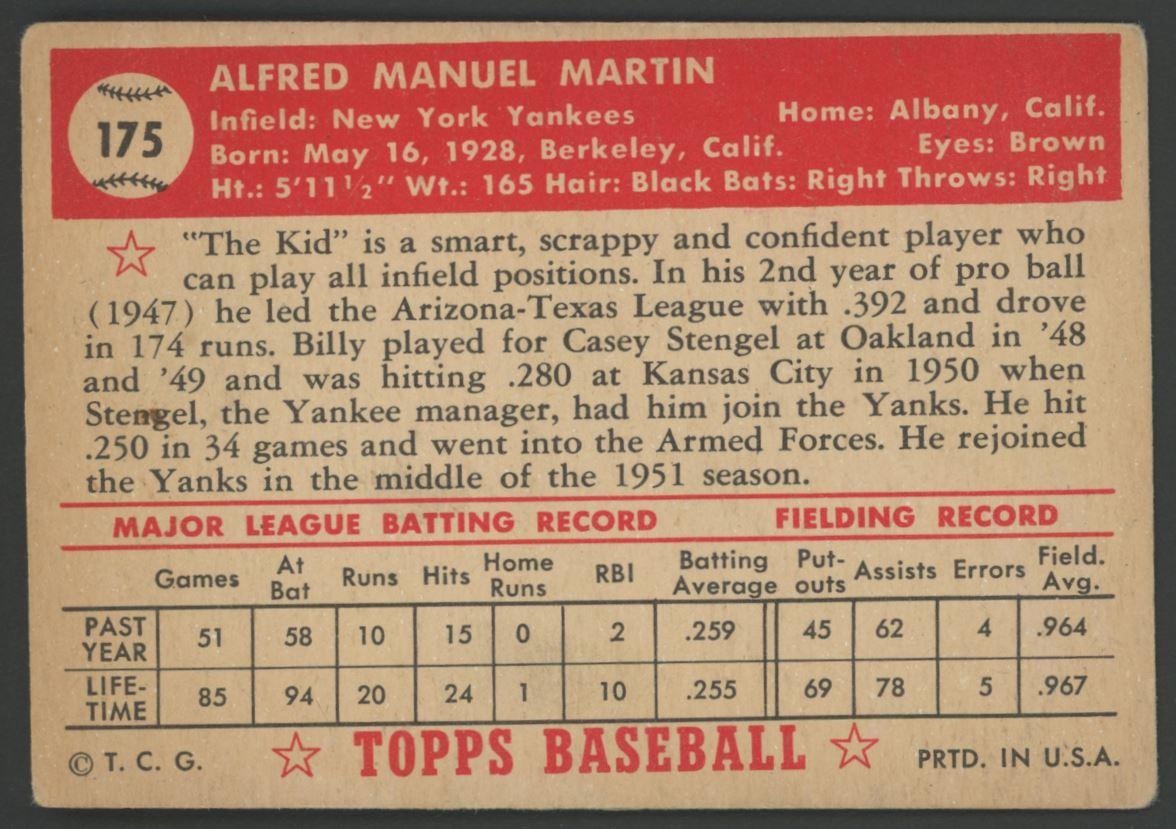 175
ALFRED MANUEL MARTIN
Infield: New York Yankees Home: Albany, Calif.
Born: May 16, 1928, Berkeley, Calif. Eyes: Brown
Ht.: 5'11 1/2" Wt.: 165 Hair: Black Bats: Right Throws: Right
"The Kid" is a smart, scrappy and confident player who
can play all infield positions. In his 2nd year of pro ball
(1947) he led the Arizona-Texas League with .392 and drove
in 174 runs. Billy played for Casey Stengel at Oakland in '48
and '49 and was hitting .280 at Kansas City in 1950 when
Stengel, the Yankee manager, had him join the Yanks. He hit
.250 in 34 games and went into the Armed Forces. He rejoined
the Yanks in the middle of the 1951 season.
MAJOR LEAGUE BATTING RECORD FIELDING RECORD
Games At Bat Runs Hits Home Runs RBI Batting Average Put-outs Assists Errors Field. Avg.
PAST YEAR 51 58 10 15 0 2 .259 45 62 4 .964
LIFE-TIME 85 94 20 24 1 10 .255 69 78 5 .967
© T. C. G. TOPPS BASEBALL PRTD. IN U.S.A.